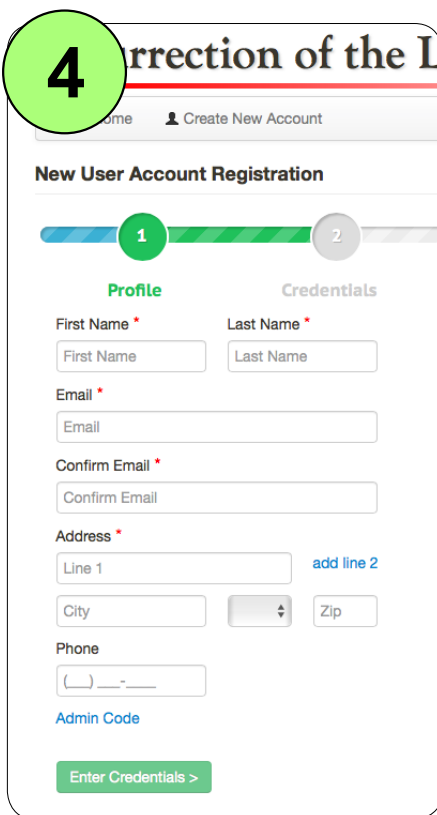 4
rrection of the L
ome Create New Account
New User Account Registration
1 2
Profile Credentials
First Name * Last Name *
First Name Last Name
Email *
Email
Confirm Email *
Confirm Email
Address *
Line 1 add line 2
City Zip
Phone
(__) ___-____
Admin Code
Enter Credentials >